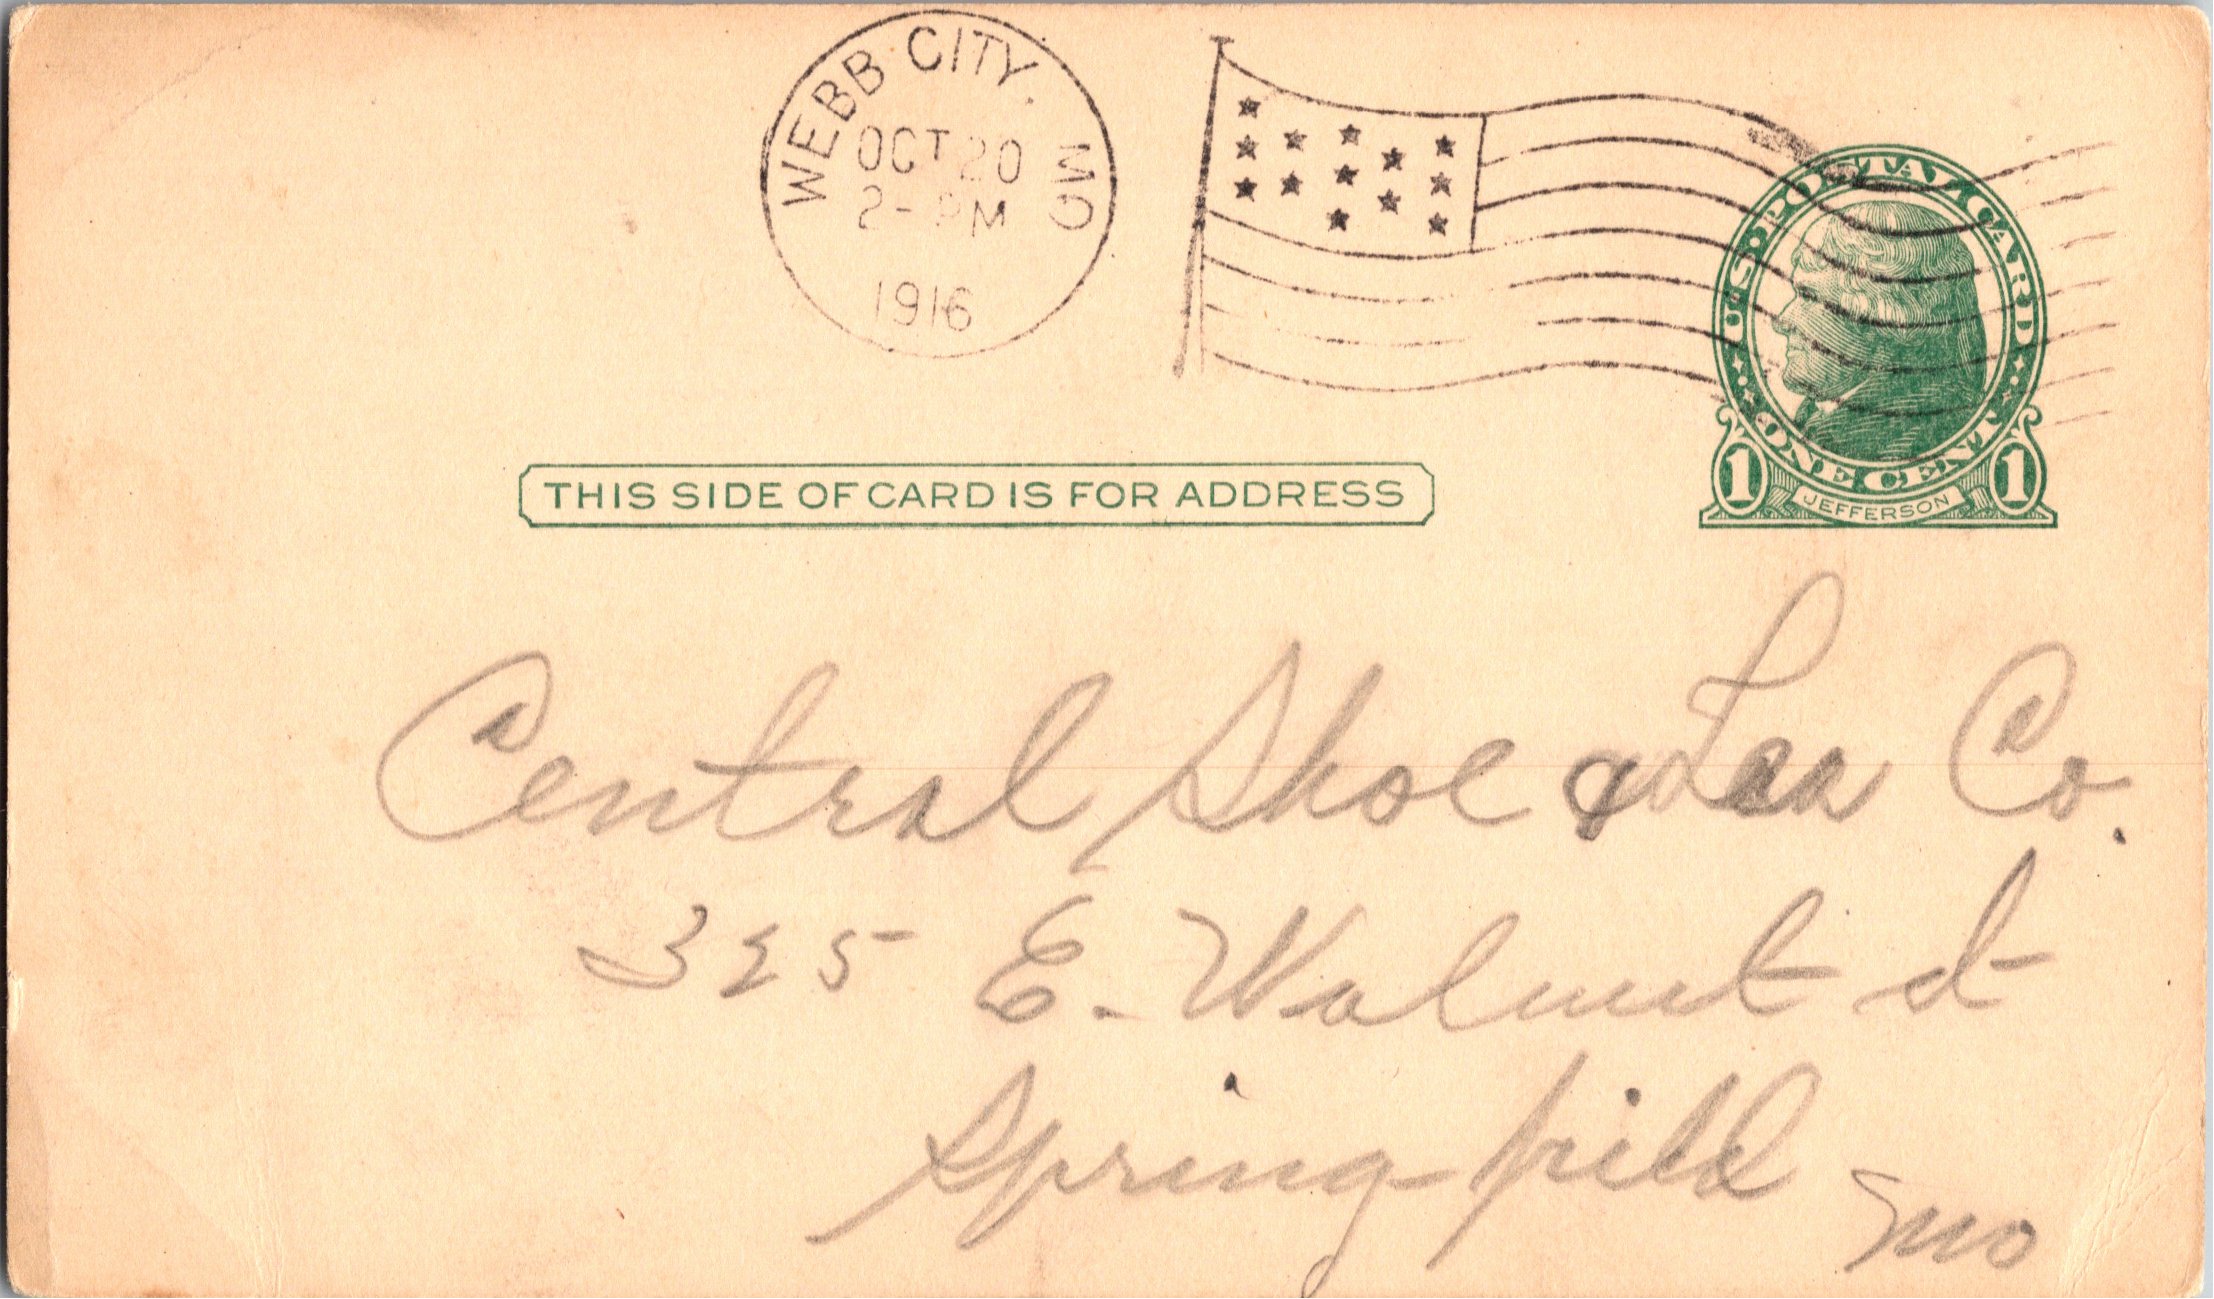 WEBB CITY, MO
OCT 20
2-PM
1916
U.S. POSTAL CARD
ONE CENT
1 JEFFERSON 1
THIS SIDE OF CARD IS FOR ADDRESS
Central Shoe & Co.
325 E. Walnut St
Springfield
Mo